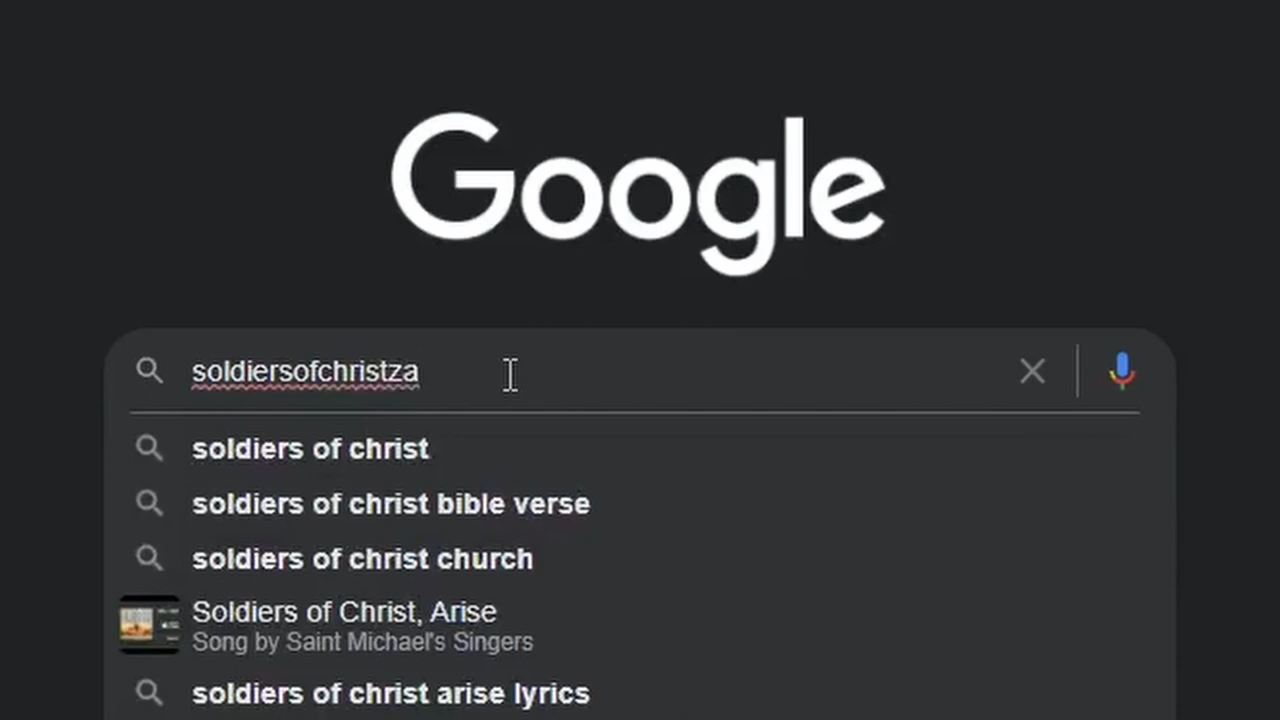 Google
soldiersofchristza
soldiers of christ
soldiers of christ bible verse
soldiers of christ church
Soldiers of Christ, Arise
Song by Saint Michael's Singers
soldiers of christ arise lyrics